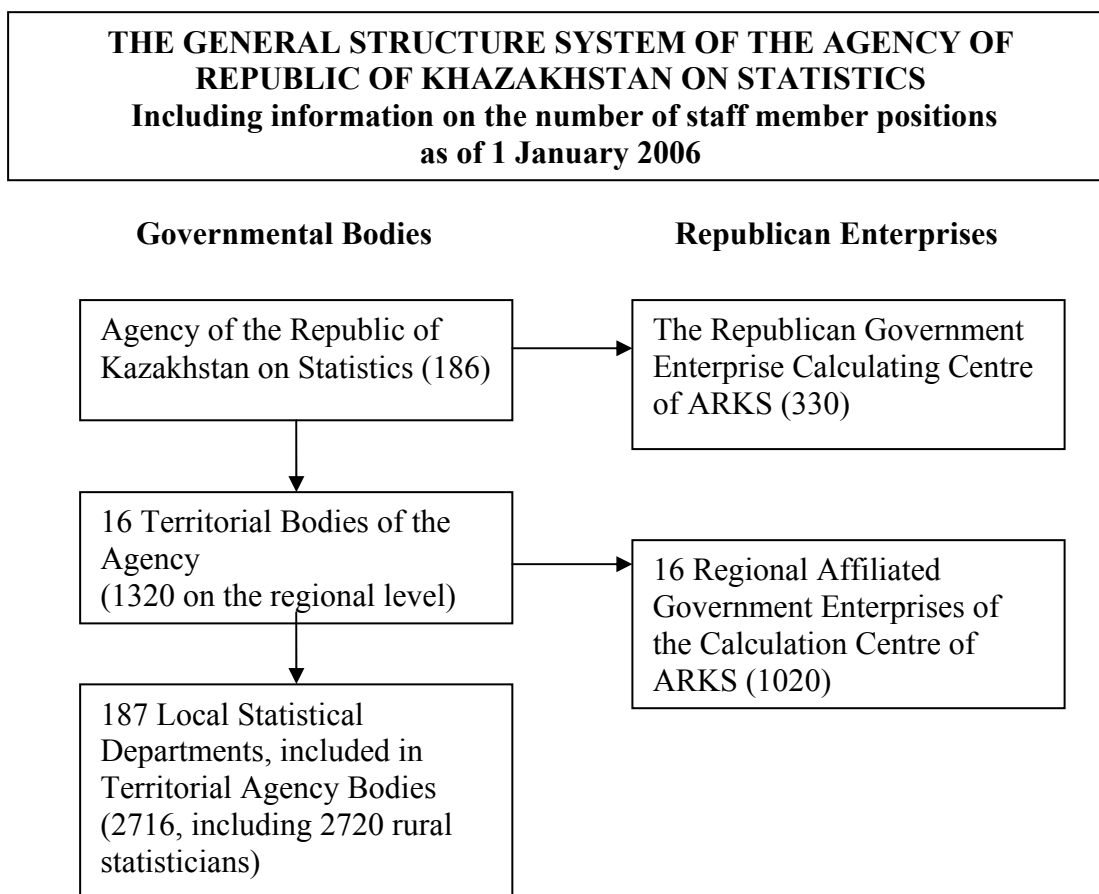 THE GENERAL STRUCTURE SYSTEM OF THE AGENCY OF
REPUBLIC OF KHAZAKHSTAN ON STATISTICS
Including information on the number of staff member positions
as of 1 January 2006
Governmental Bodies
Republican Enterprises
Agency of the Republic of
Kazakhstan on Statistics (186)
The Republican Government
Enterprise Calculating Centre
of ARKS (330)
16 Territorial Bodies of the
Agency
(1320 on the regional level)
16 Regional Affiliated
Government Enterprises of
the Calculation Centre of
ARKS (1020)
187 Local Statistical
Departments, included in
Territorial Agency Bodies
(2716, including 2720 rural
statisticians)